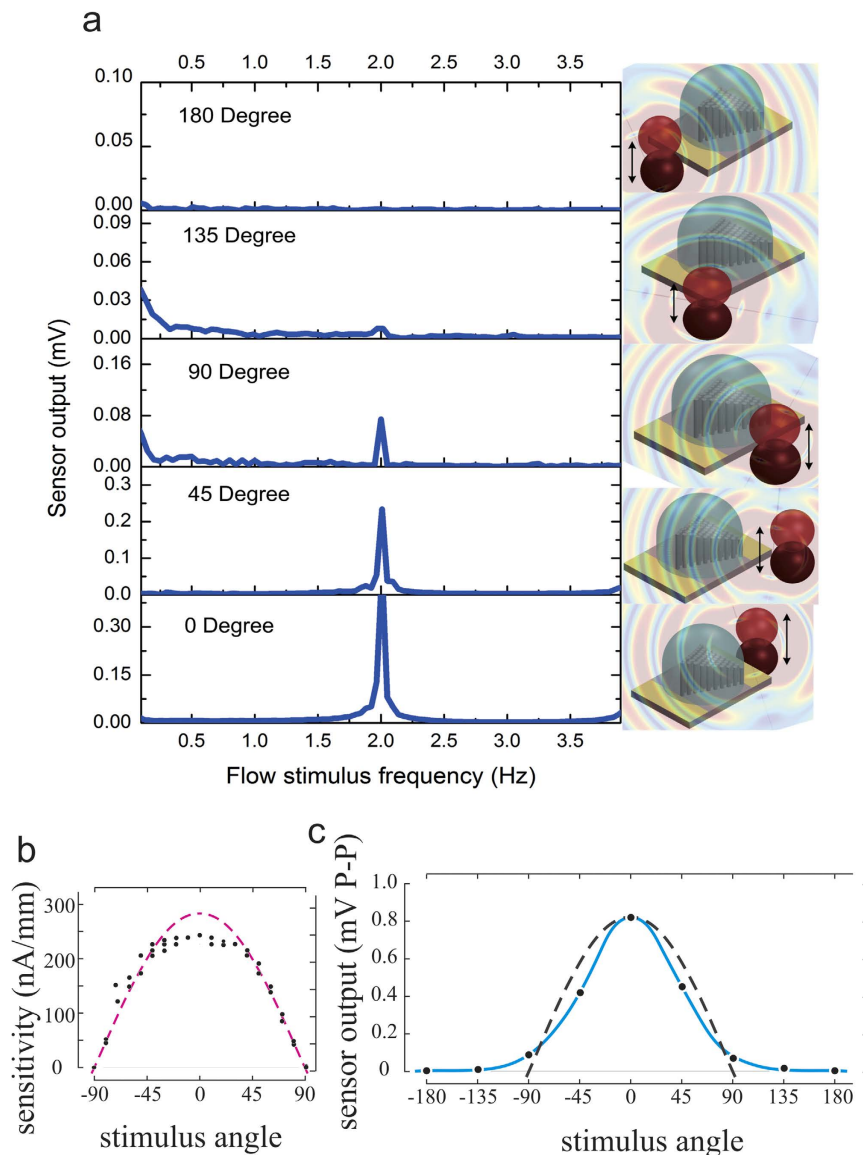 a
0.5 1.0 1.5 2.0 2.5 3.0 3.5
0.10
180 Degree
0.05
0.00
0.09
135 Degree
0.06
0.03
0.00
0.16
90 Degree
0.08
0.00
0.3
45 Degree
0.2
0.1
0.0
0 Degree
0.30
0.15
0.00
Sensor output (mV)
0.5 1.0 1.5 2.0 2.5 3.0 3.5
Flow stimulus frequency (Hz)
b
sensitivity (nA/mm)
300
200
100
0
-90 -45 0 45 90
stimulus angle
c
sensor output (mV P-P)
1.0
0.8
0.6
0.4
0.2
0
-180 -135 -90 -45 0 45 90 135 180
stimulus angle